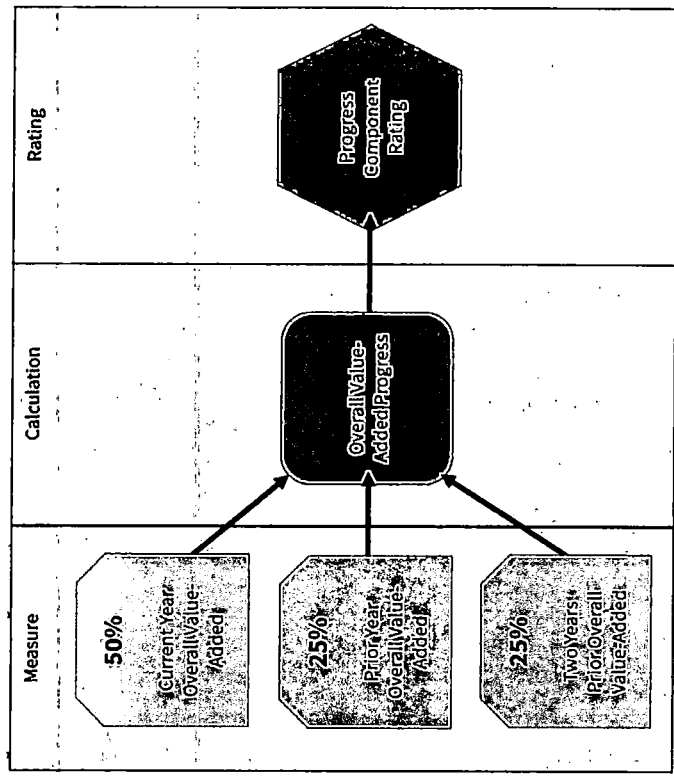 Measure
Calculation
Rating
50%
Current Year
Overall Value-
Added
25%
Prior Year
Overall Value-
Added
25%
Two Years
Prior Overall
Value-Added
Overall Value-
Added Progress
Progress
Component
Rating